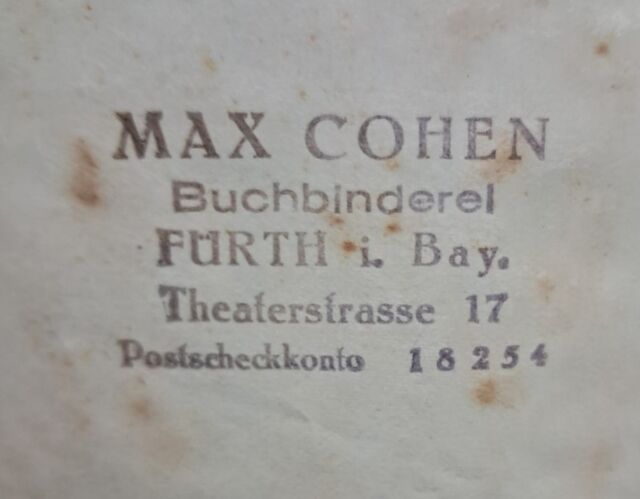 MAX COHEN
Buchbinderei
FÜRTH i. Bay.
Theaterstrasse 17
Postscheckkonto 18254